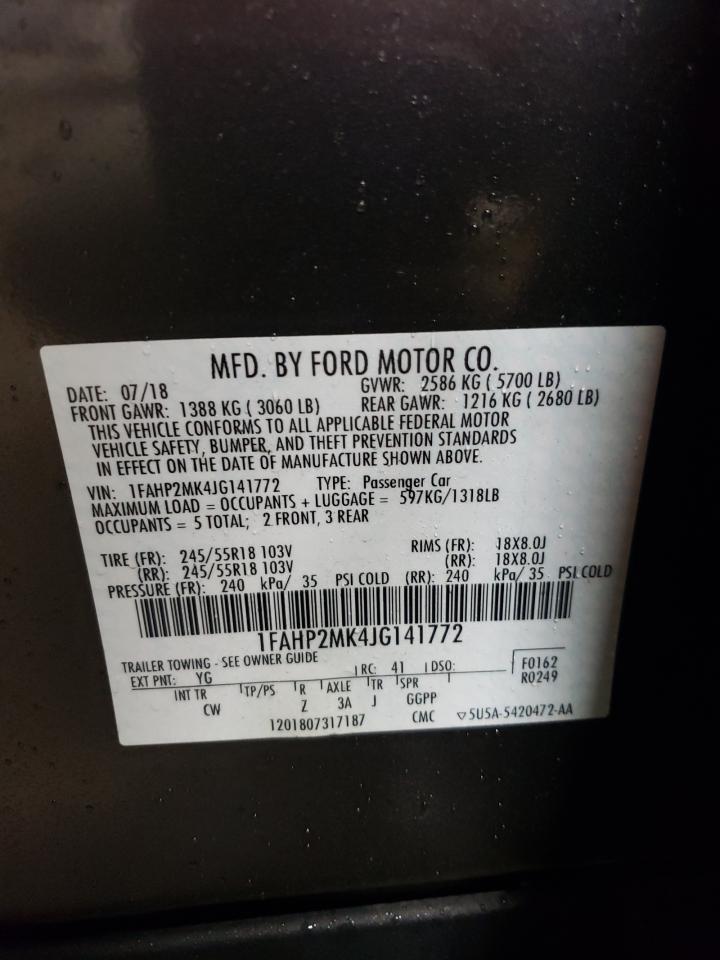 MFD. BY FORD MOTOR CO.
DATE: 07/18 GVWR: 2586 KG ( 5700 LB)
FRONT GAWR: 1388 KG ( 3060 LB) REAR GAWR: 1216 KG ( 2680 LB)
THIS VEHICLE CONFORMS TO ALL APPLICABLE FEDERAL MOTOR
VEHICLE SAFETY, BUMPER, AND THEFT PREVENTION STANDARDS
IN EFFECT ON THE DATE OF MANUFACTURE SHOWN ABOVE.
VIN: 1FAHP2MK4JG141772 TYPE: Passenger Car
MAXIMUM LOAD = OCCUPANTS + LUGGAGE = 597KG/1318LB
OCCUPANTS = 5 TOTAL; 2 FRONT, 3 REAR
TIRE (FR): 245/55R18 103V RIMS (FR): 18X8.0J
(RR): 245/55R18 103V (RR): 18X8.0J
PRESSURE (FR): 240 kPa/ 35 PSI COLD (RR): 240 kPa/ 35 PSI COLD
1FAHP2MK4JG141772
TRAILER TOWING - SEE OWNER GUIDE F0162
EXT PNT: YG RC: 41 DSO: R0249
INT TR TP/PS R AXLE TR SPR
CW Z 3A J GGPP
1201807317187 CMC ▽5U5A-5420472-AA